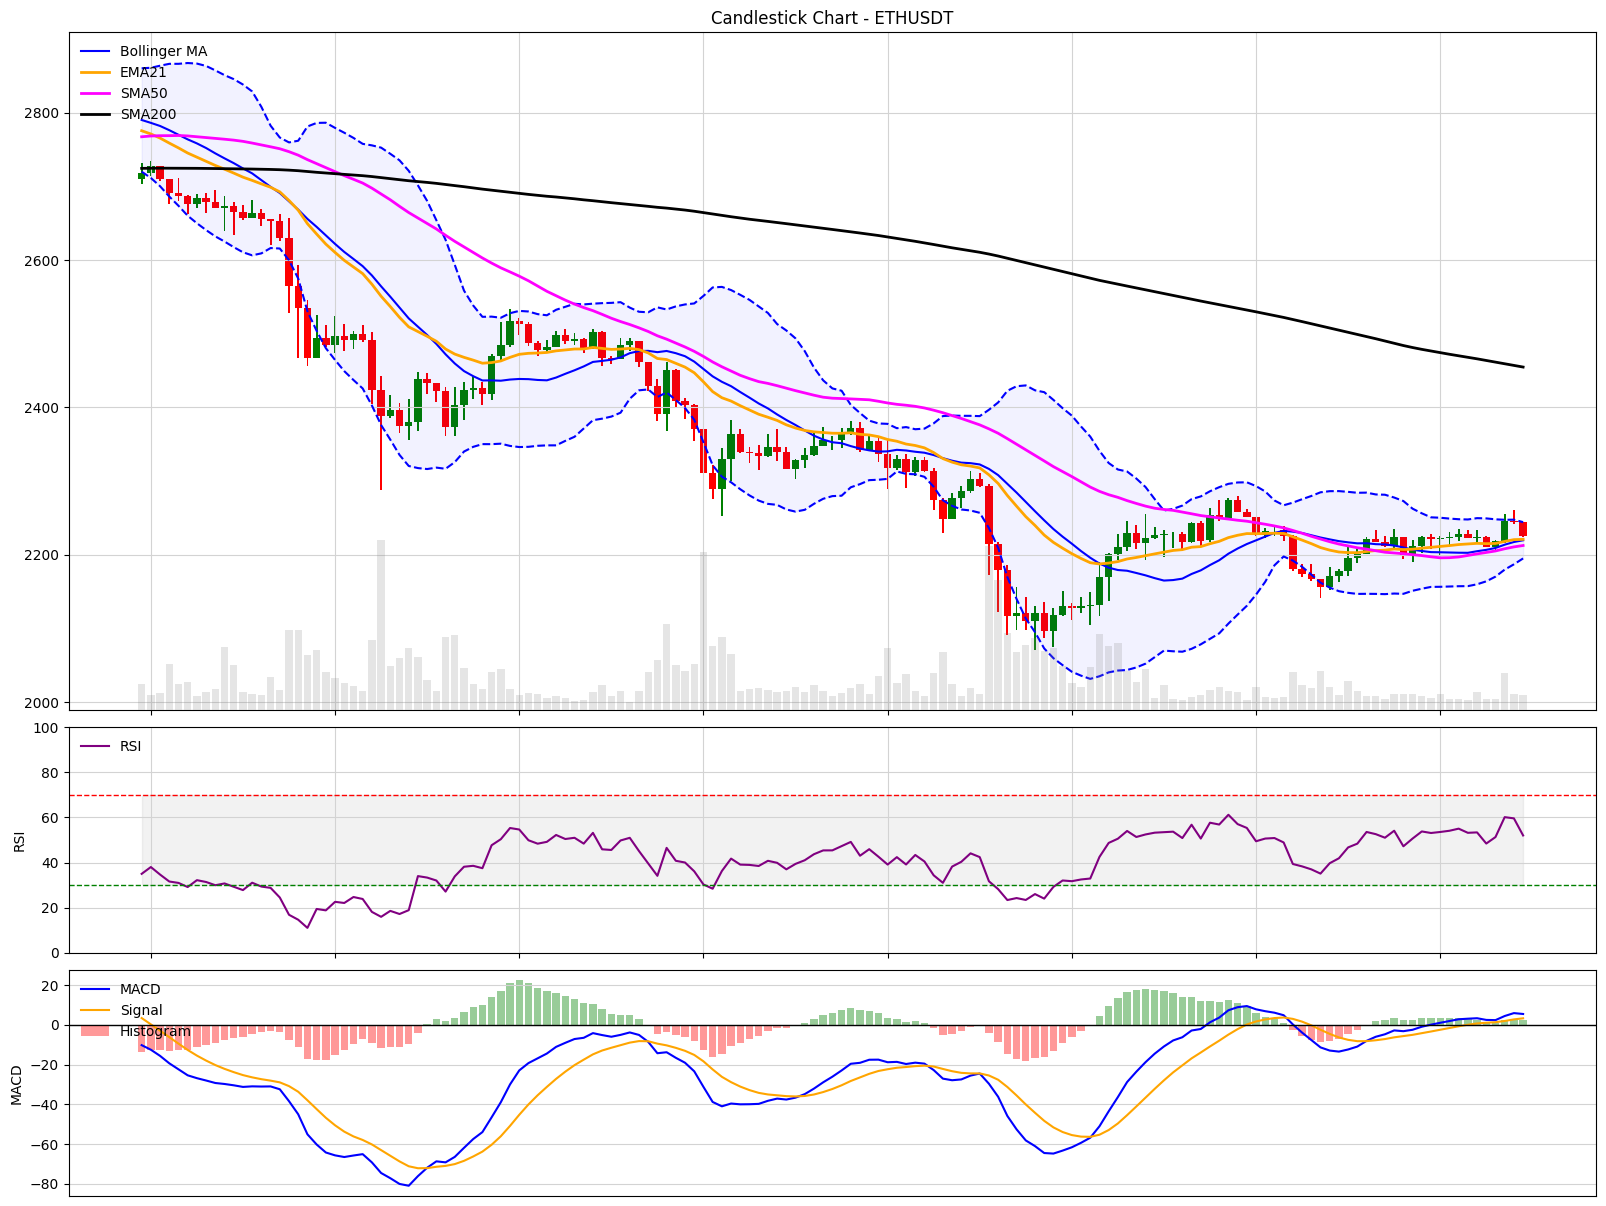 Candlestick Chart - ETHUSDT
Bollinger MA
EMA21
SMA50
SMA200
2800
2600
2400
2200
2000
RSI
100
80
60
40
20
0
RSI
MACD
Signal
Histogram
20
0
−20
−40
−60
−80
MACD